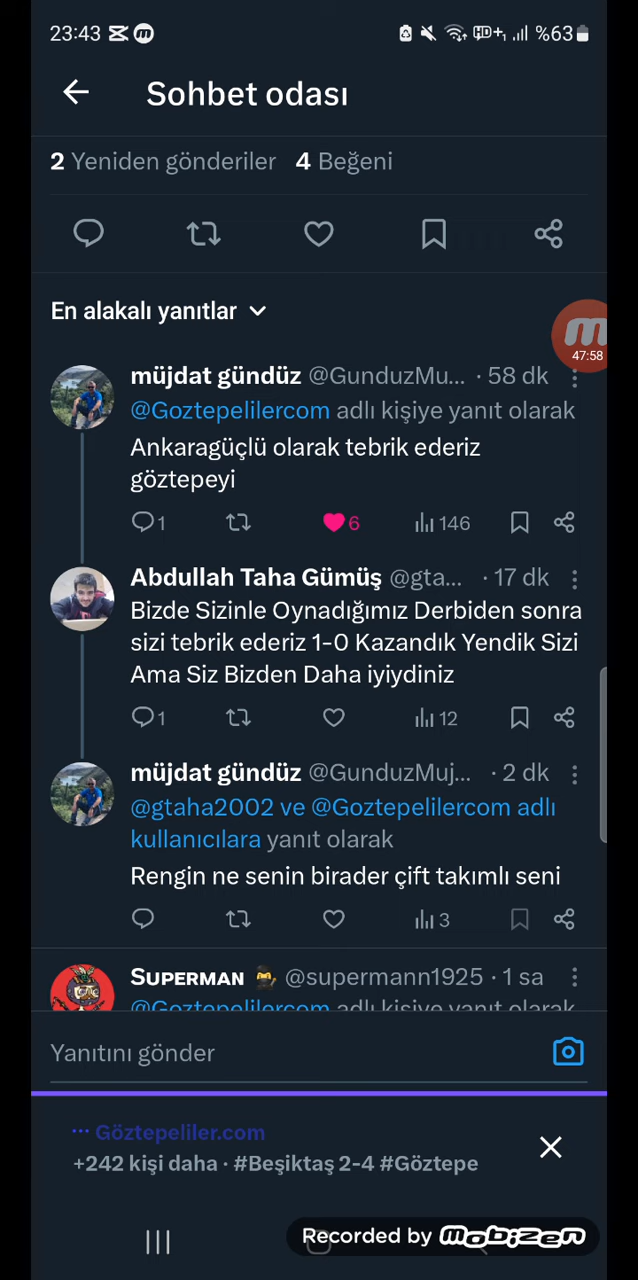 23:43 %63
Sohbet odası
2 Yeniden gönderiler 4 Beğeni
En alakalı yanıtlar
47:58
müjdat gündüz @GunduzMu... · 58 dk
@Goztepelilercom adlı kişiye yanıt olarak
Ankaragüçlü olarak tebrik ederiz
göztepeyi
1 6 146
Abdullah Taha Gümüş @gta... · 17 dk
Bizde Sizinle Oynadığımız Derbiden sonra
sizi tebrik ederiz 1-0 Kazandık Yendik Sizi
Ama Siz Bizden Daha iyiydiniz
1 12
müjdat gündüz @GunduzMuj... · 2 dk
@gtaha2002 ve @Goztepelilercom adlı
kullanıcılara yanıt olarak
Rengin ne senin birader çift takımlı seni
3
SUPERMAN @supermann1925 · 1 sa
@Goztepelilercom adlı kişiye yanıt olarak
Yanıtını gönder
Göztepeliler.com
+242 kişi daha · #Beşiktaş 2-4 #Göztepe
Recorded by mobizen